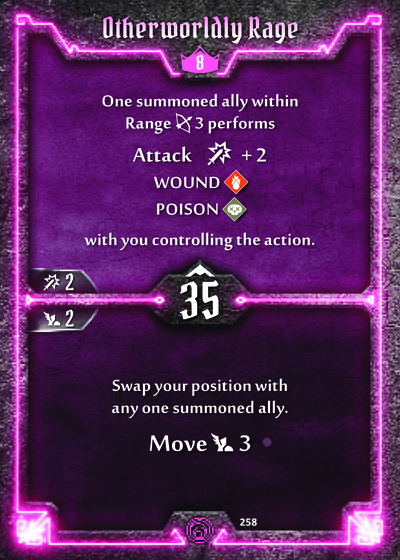 Otherworldly Rage
8
One summoned ally within
Range 3 performs
Attack +2
WOUND
POISON
with you controlling the action.
2
35
2
Swap your position with
any one summoned ally.
Move 3
258